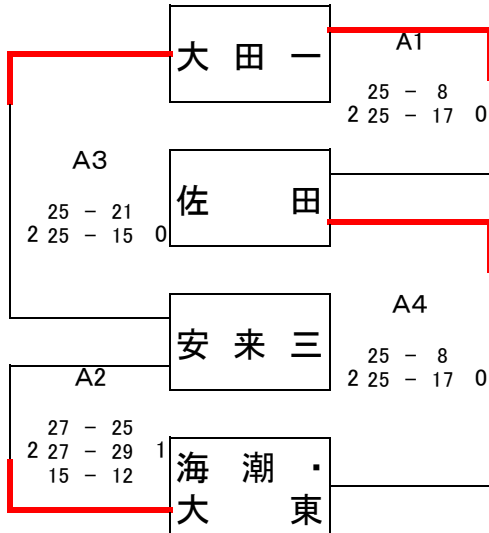 大田一
A1
25 － 8
2 25 － 17 0
A3
25 － 21
2 25 － 15 0
佐田
安来三
A4
25 － 8
2 25 － 17 0
A2
27 － 25
2 27 － 29 1
15 － 12
海潮・
大東